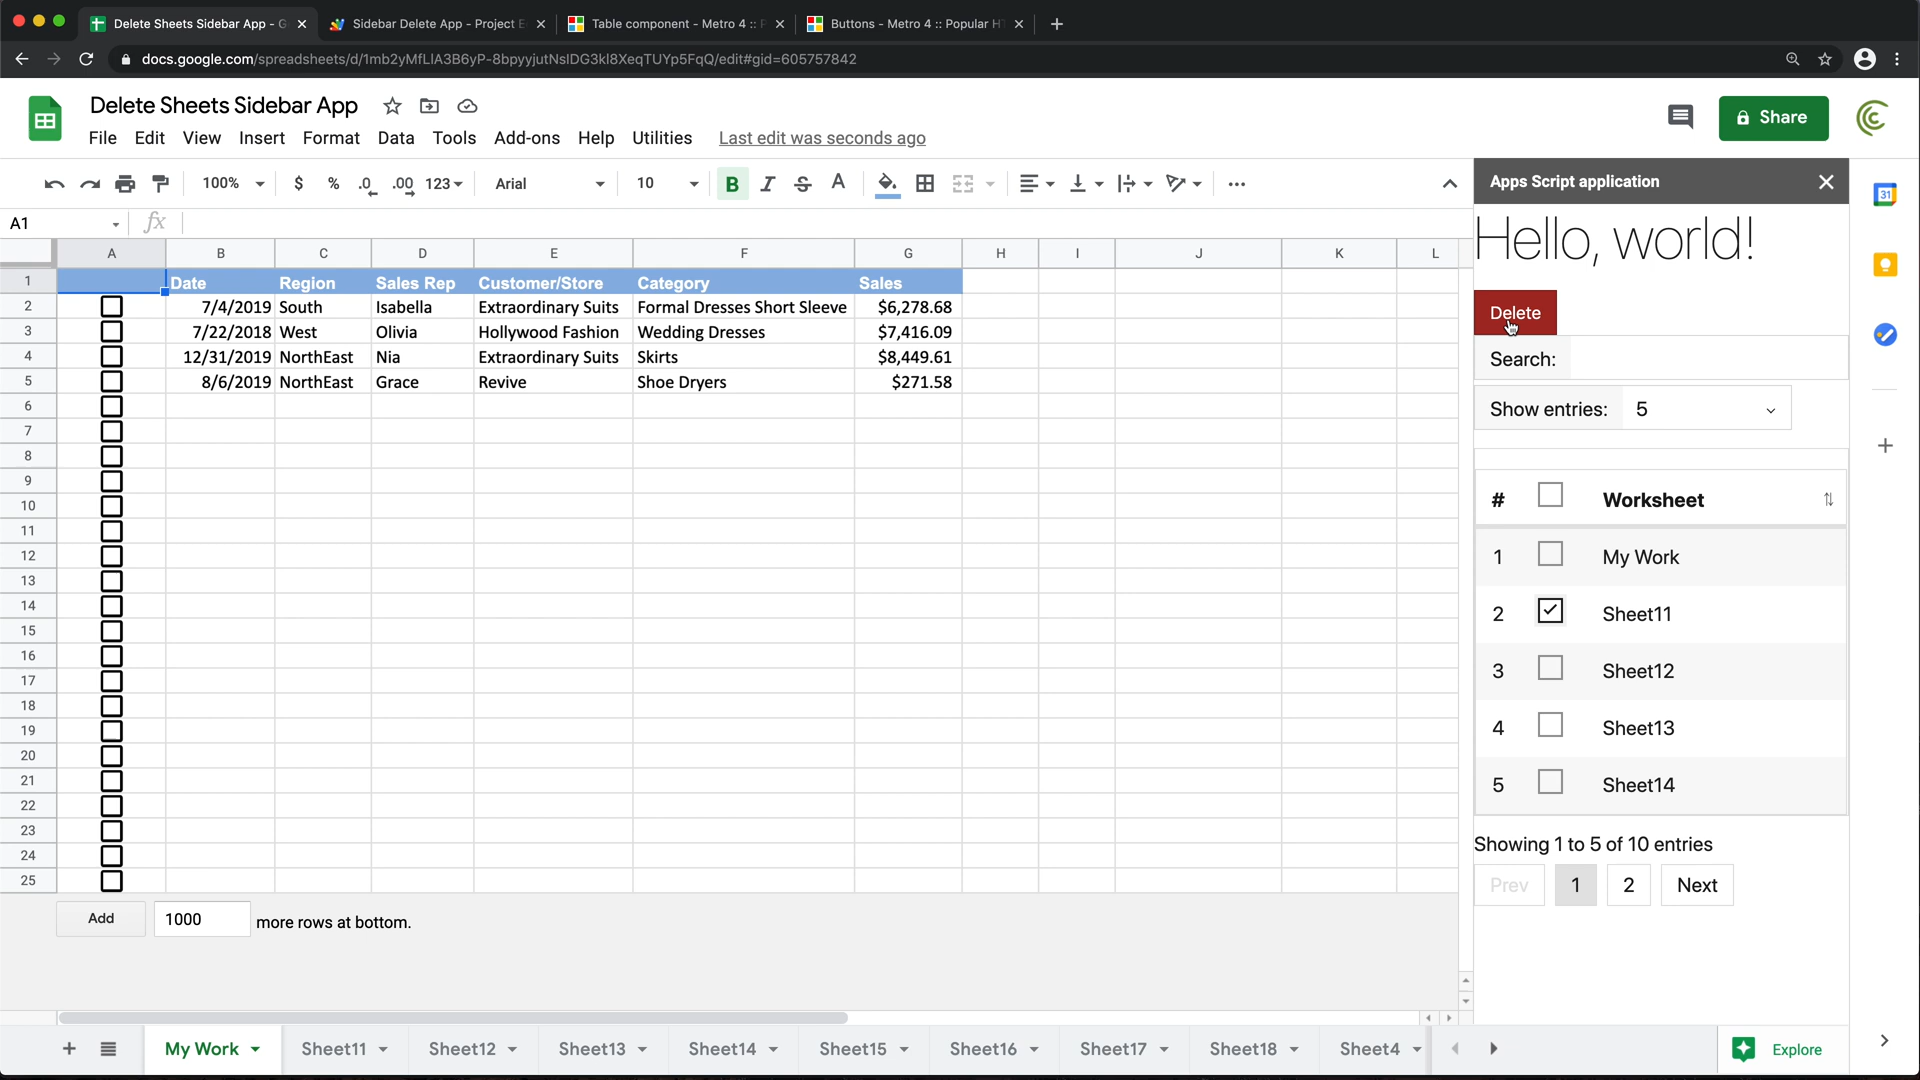 Delete Sheets Sidebar App - G
Sidebar Delete App - Project E
Table component - Metro 4 :: P
Buttons - Metro 4 :: Popular HT
docs.google.com/spreadsheets/d/1mb2yMfLIA3B6yP-8bpyyjutNsIDG3kl8XeqTUYp5FqQ/edit#gid=605757842
Delete Sheets Sidebar App
File Edit View Insert Format Data Tools Add-ons Help Utilities Last edit was seconds ago
Share
100% $ % .0 .00 123 Arial 10 B I S A
A1 fx
A B C D E F G H I J K L
1 Date Region Sales Rep Customer/Store Category Sales
2 7/4/2019 South Isabella Extraordinary Suits Formal Dresses Short Sleeve $6,278.68
3 7/22/2018 West Olivia Hollywood Fashion Wedding Dresses $7,416.09
4 12/31/2019 NorthEast Nia Extraordinary Suits Skirts $8,449.61
5 8/6/2019 NorthEast Grace Revive Shoe Dryers $271.58
6
7
8
9
10
11
12
13
14
15
16
17
18
19
20
21
22
23
24
25
Add 1000 more rows at bottom.
My Work Sheet11 Sheet12 Sheet13 Sheet14 Sheet15 Sheet16 Sheet17 Sheet18 Sheet4
Explore
Apps Script application
Hello, world!
Delete
Search:
Show entries: 5
# Worksheet
1 My Work
2 Sheet11
3 Sheet12
4 Sheet13
5 Sheet14
Showing 1 to 5 of 10 entries
Prev 1 2 Next
31